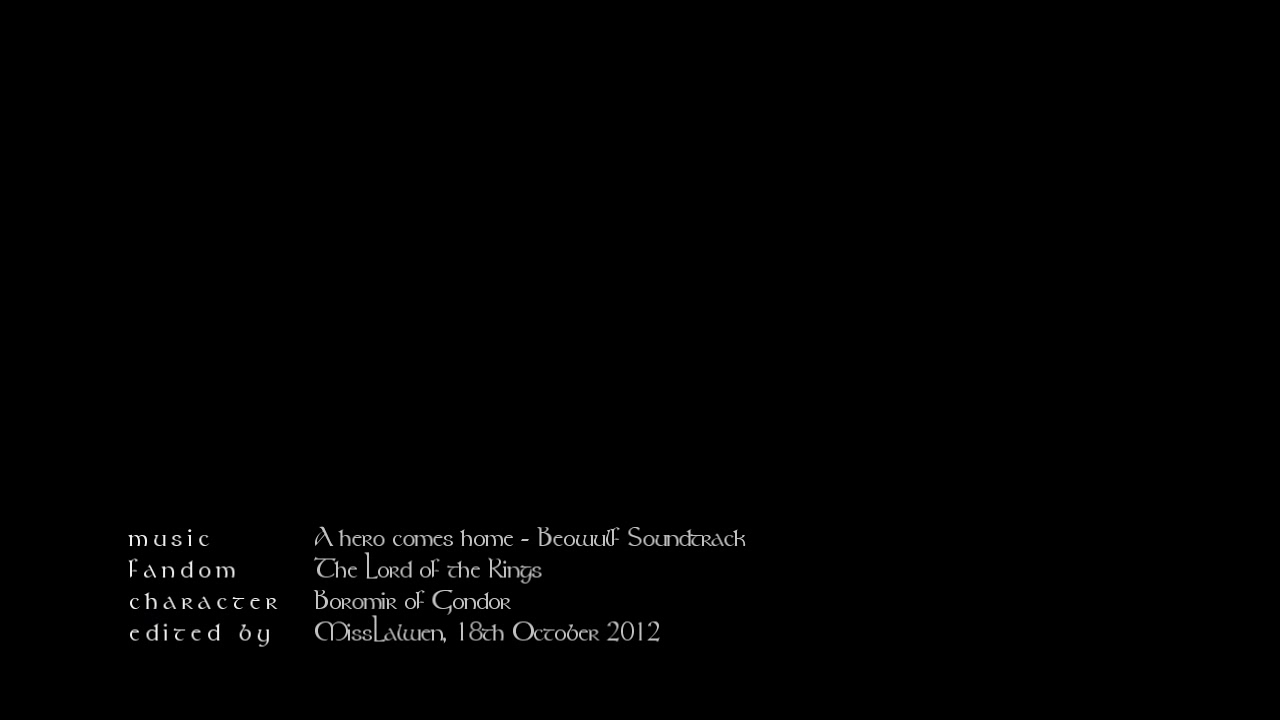 music A hero comes home - Beowulf Soundtrack
fandom The Lord of the Kings
character Boromir of Gondor
edited by MissLalwen, 18th October 2012